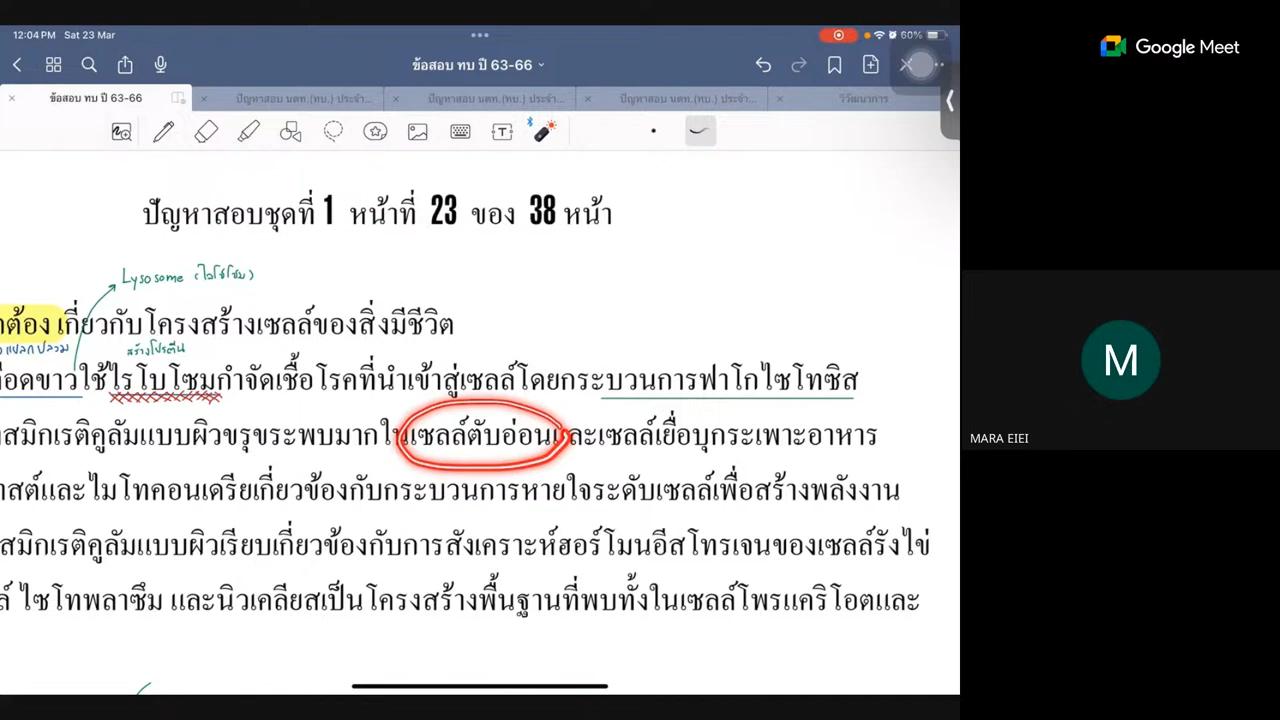 12:04 PM Sat 23 Mar
60%
Google Meet
ข้อสอบ ทบ ปี 63-66
ข้อสอบ ทบ ปี 63-66
ปัญหาสอบ นตท.(ทบ.) ประจำ...
ปัญหาสอบ นตท.(ทบ.) ประจำ...
ปัญหาสอบ นตท.(ทบ.) ประจำ...
วิวัฒนาการ
ปัญหาสอบชุดที่ 1 หน้าที่ 23 ของ 38 หน้า
Lysosome (ไลโซโซม)
ต้อง เกี่ยวกับโครงสร้างเซลล์ของสิ่งมีชีวิต
แปลกปลอม สร้างโปรตีน
ือดขาวใช้ไรโบโซมกำจัดเชื้อโรคที่นำเข้าสู่เซลล์โดยกระบวนการฟาโกไซโทซิส
าสมิกเรติคูลัมแบบผิวขรุขระพบมากในเซลล์ตับอ่อนและเซลล์เยื่อบุกระเพาะอาหาร
าสต์และไมโทคอนเดรียเกี่ยวข้องกับกระบวนการหายใจระดับเซลล์เพื่อสร้างพลังงาน
สมิกเรติคูลัมแบบผิวเรียบเกี่ยวข้องกับการสังเคราะห์ฮอร์โมนอีสโทรเจนของเซลล์รังไข่
์ ไซโทพลาซึม และนิวเคลียสเป็นโครงสร้างพื้นฐานที่พบทั้งในเซลล์โพรแคริโอตและ
M
MARA EIEI